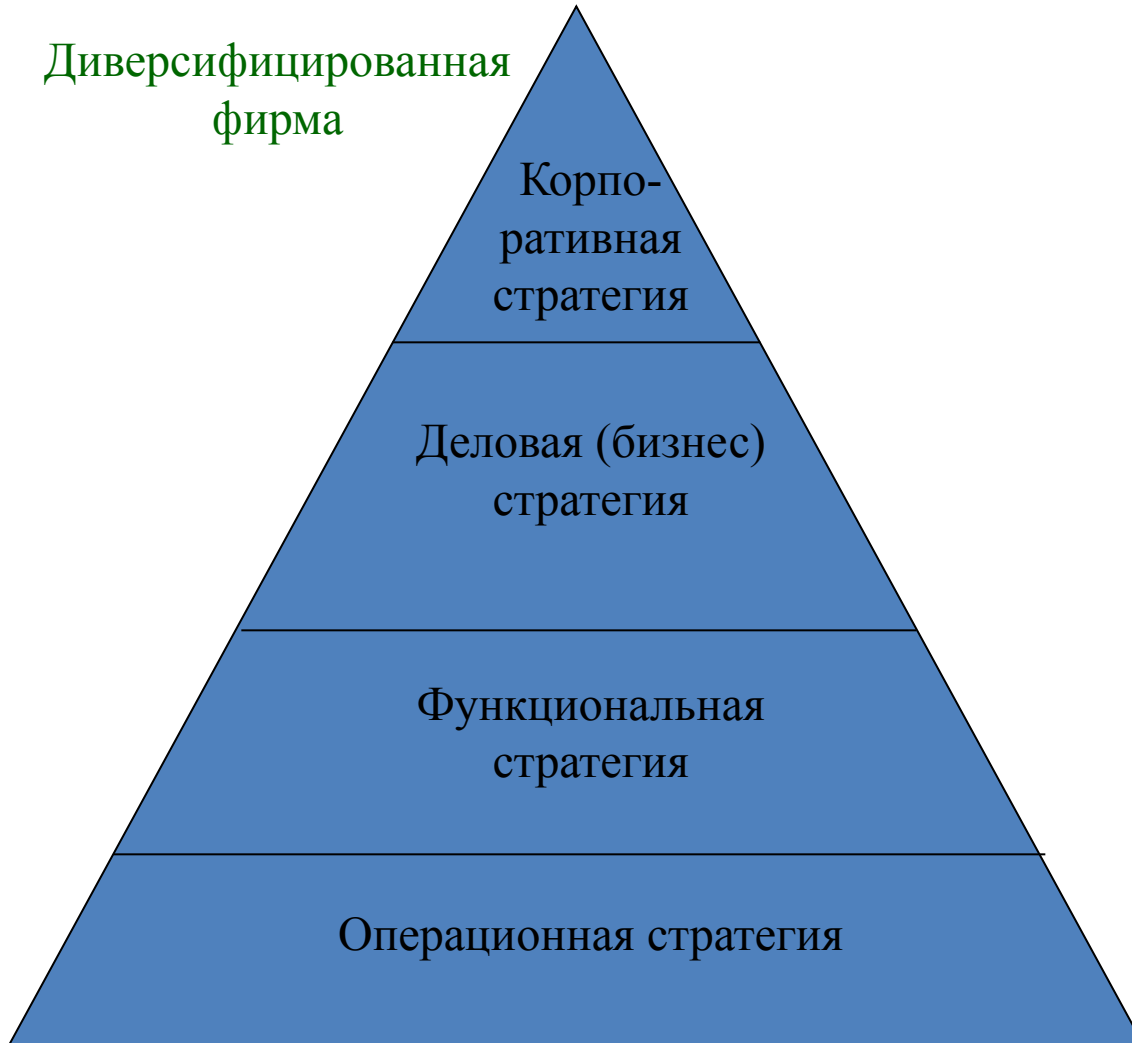 Диверсифицированная
фирма
Корпо-
ративная
стратегия
Деловая (бизнес)
стратегия
Функциональная
стратегия
Операционная стратегия